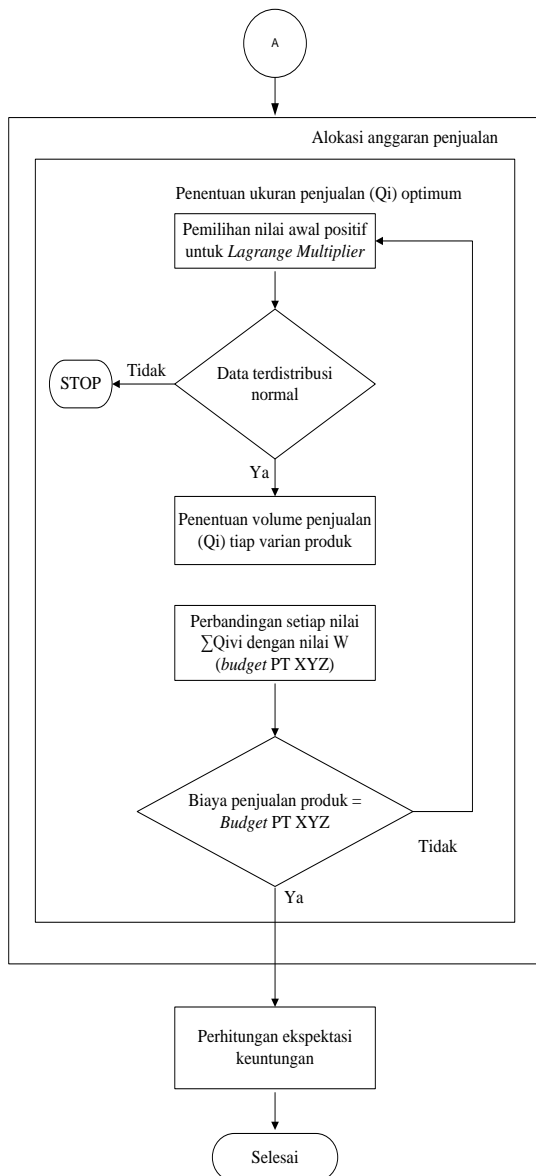 A
Alokasi anggaran penjualan
Penentuan ukuran penjualan (Qi) optimum
Pemilihan nilai awal positif
untuk Lagrange Multiplier
Data terdistribusi
normal
Tidak
STOP
Ya
Penentuan volume penjualan
(Qi) tiap varian produk
Perbandingan setiap nilai
∑Qivi dengan nilai W
(budget PT XYZ)
Biaya penjualan produk =
Budget PT XYZ
Tidak
Ya
Perhitungan ekspektasi
keuntungan
Selesai